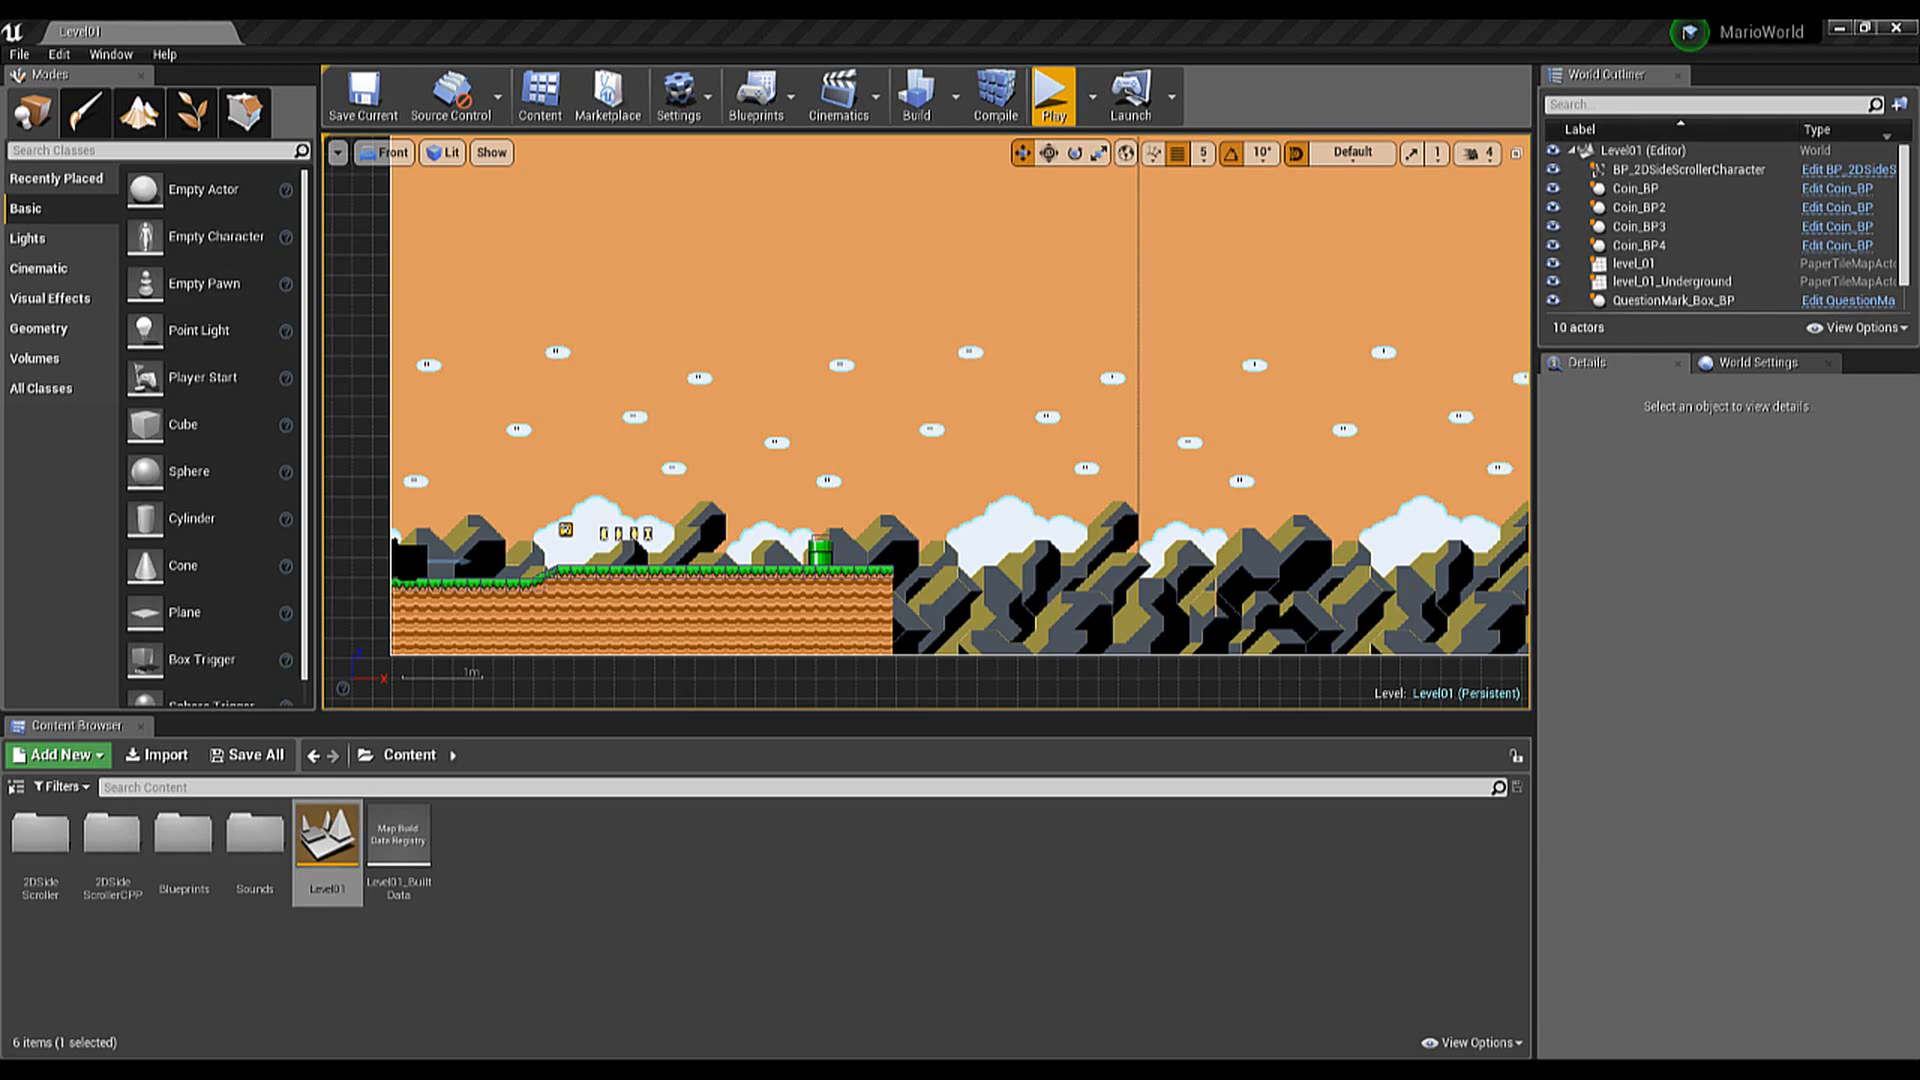 Level01
MarioWorld
File Edit Window Help
Modes
Search Classes
Recently Placed
Basic
Lights
Cinematic
Visual Effects
Geometry
Volumes
All Classes
Empty Actor
Empty Character
Empty Pawn
Point Light
Player Start
Cube
Sphere
Cylinder
Cone
Plane
Box Trigger
Sphere Trigger
Save Current Source Control Content Marketplace Settings Blueprints Cinematics Build Compile Play Launch
Front Lit Show 5 10° Default 1 4
1m
X
Level: Level01 (Persistent)
World Outliner
Search...
Label Type
Level01 (Editor) World
BP_2DSideScrollerCharacter Edit BP_2DSideS
Coin_BP Edit Coin_BP
Coin_BP2 Edit Coin_BP
Coin_BP3 Edit Coin_BP
Coin_BP4 Edit Coin_BP
level_01 PaperTileMapActo
level_01_Underground PaperTileMapActo
QuestionMark_Box_BP Edit QuestionMa
10 actors View Options
Details World Settings
Select an object to view details.
Content Browser
Add New Import Save All Content
Filters Search Content
Map Build
Data Registry
2DSide
Scroller
2DSide
ScrollerCPP
Blueprints
Sounds
Level01
Level01_Built
Data
6 items (1 selected) View Options